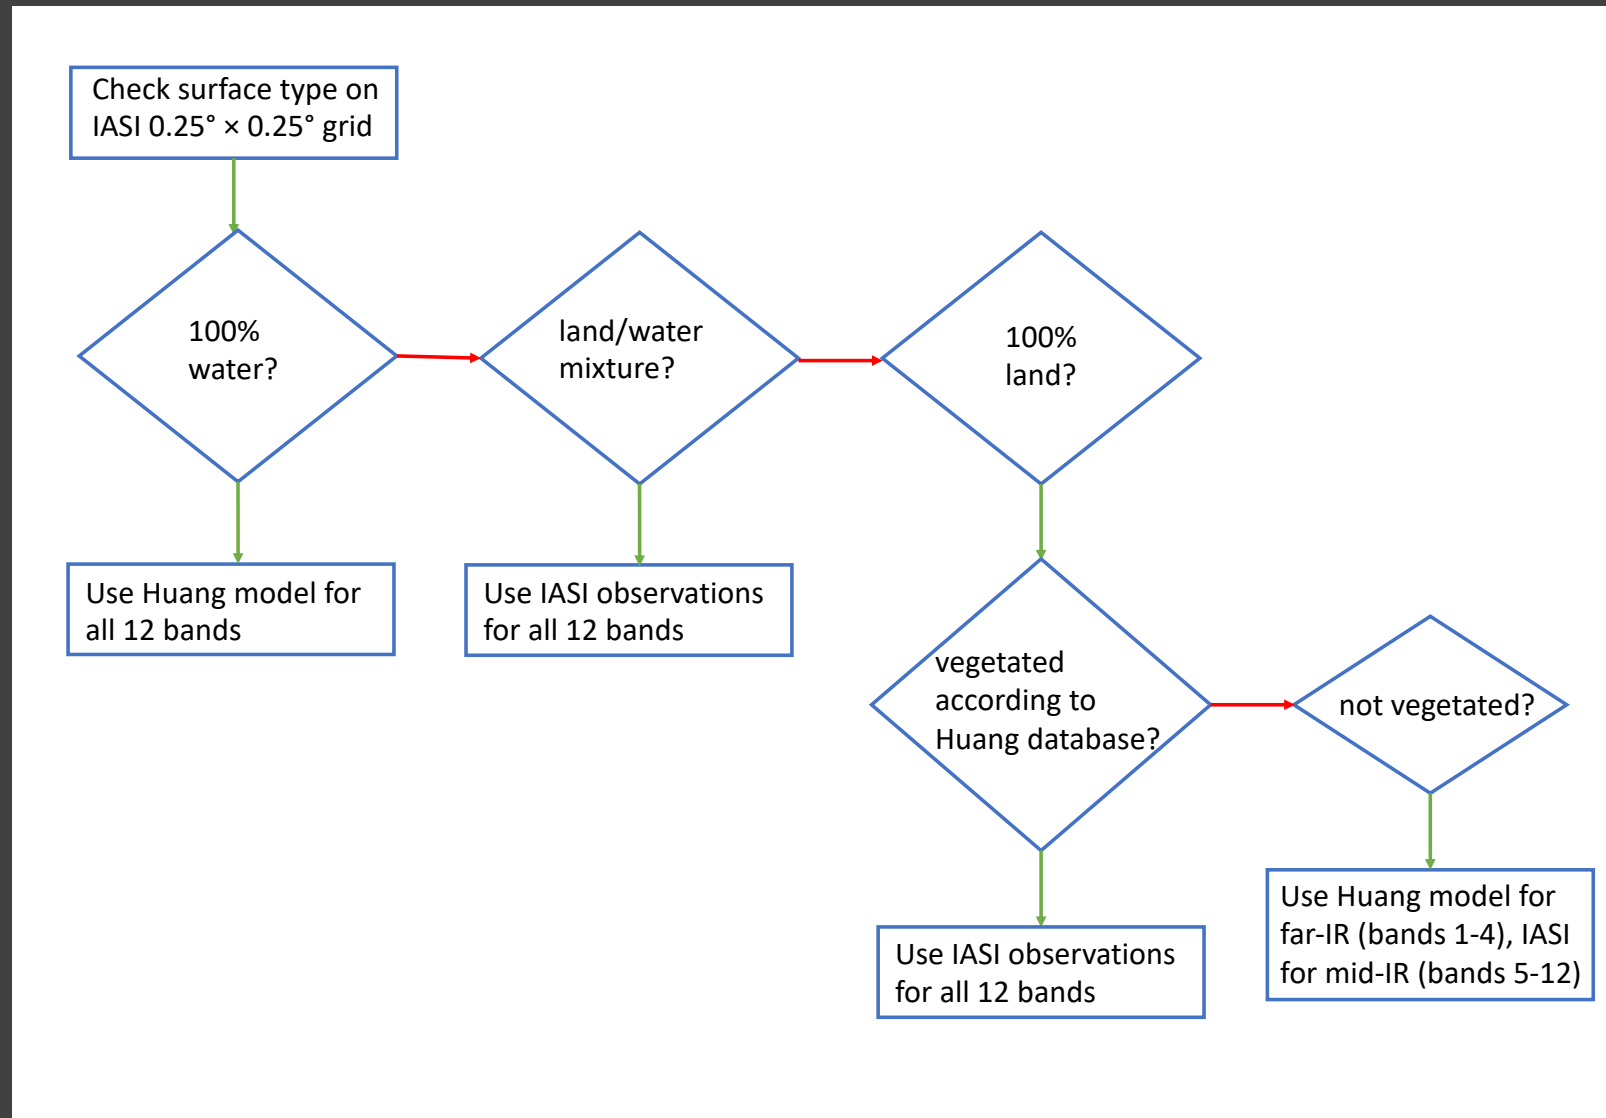 Check surface type on
IASI 0.25° × 0.25° grid
100%
water?
land/water
mixture?
100%
land?
Use Huang model for
all 12 bands
Use IASI observations
for all 12 bands
vegetated
according to
Huang database?
not vegetated?
Use IASI observations
for all 12 bands
Use Huang model for
far-IR (bands 1-4), IASI
for mid-IR (bands 5-12)